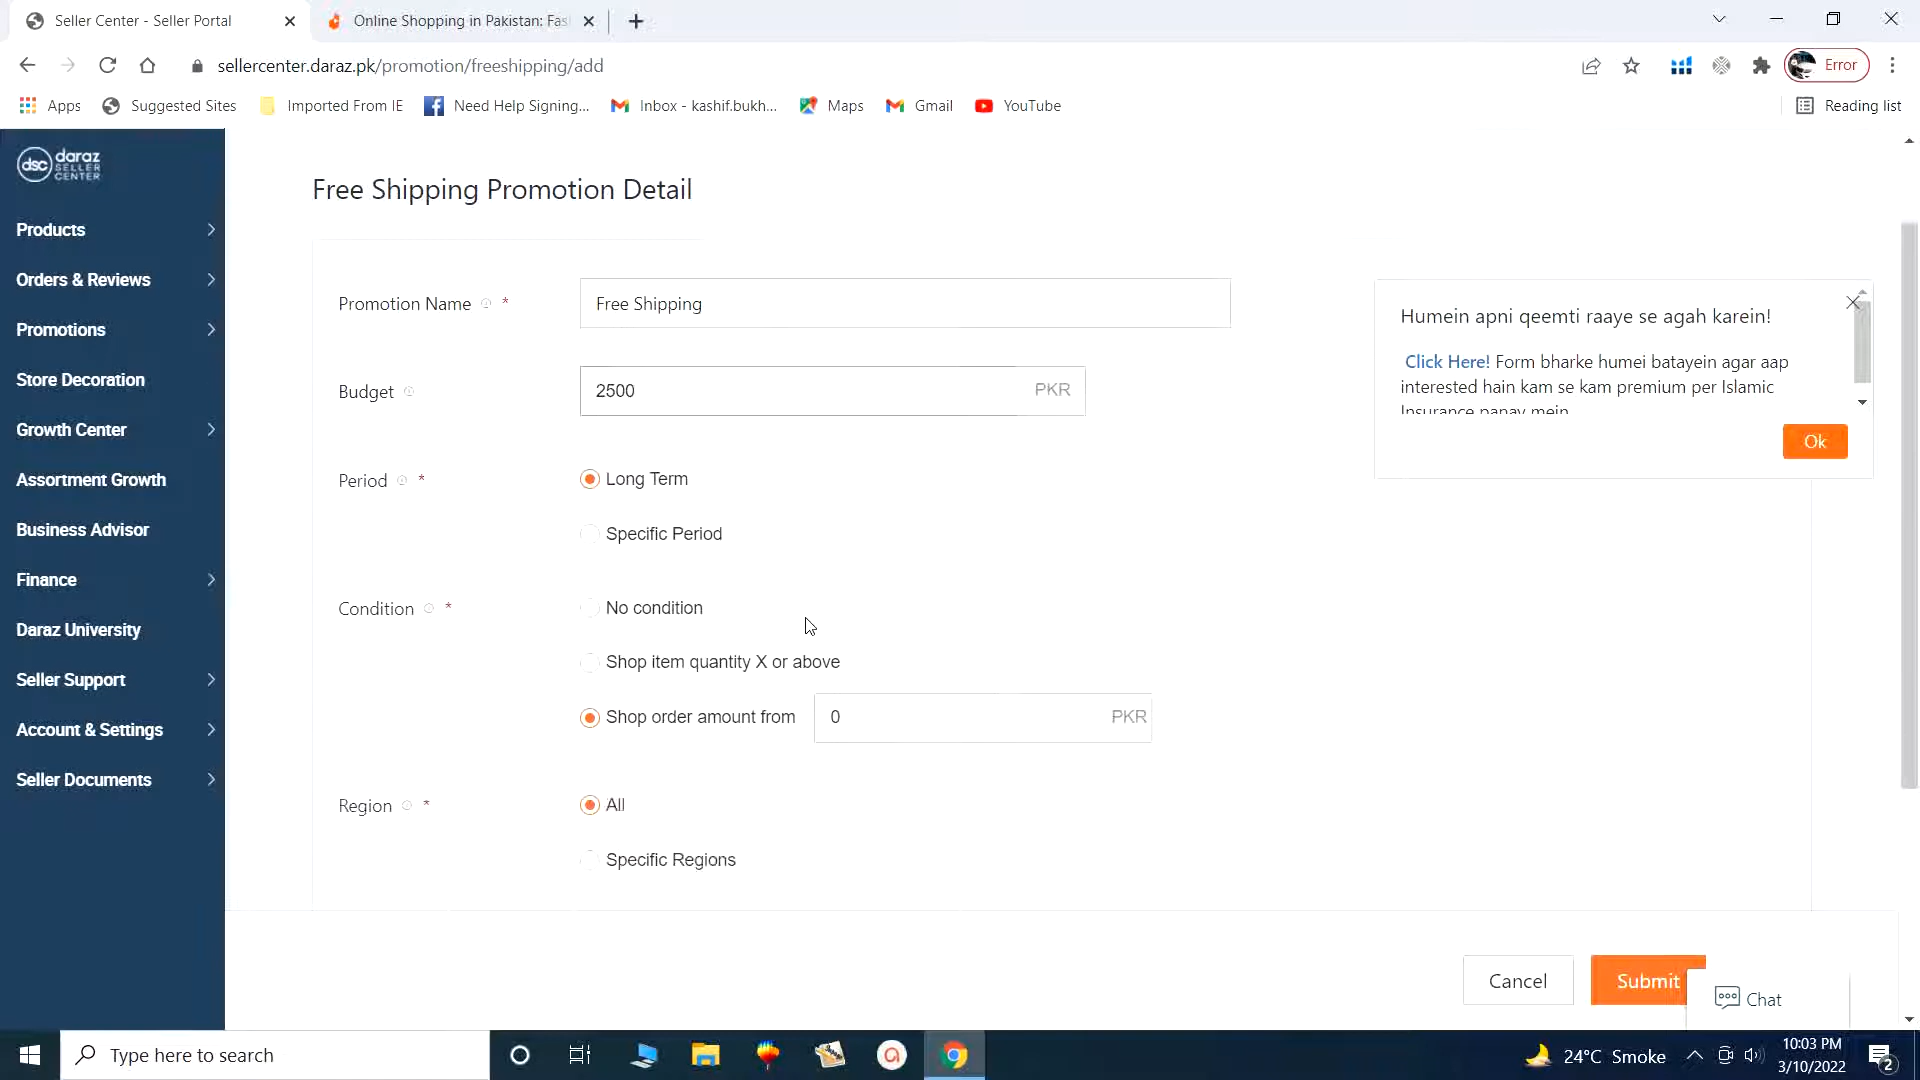 Seller Center - Seller Portal
Online Shopping in Pakistan: Fas
sellercenter.daraz.pk/promotion/freeshipping/add
Error
Apps
Suggested Sites
Imported From IE
Need Help Signing...
Inbox - kashif.bukh...
Maps
Gmail
YouTube
Reading list
dsc daraz SELLER CENTER
Products
Orders & Reviews
Promotions
Store Decoration
Growth Center
Assortment Growth
Business Advisor
Finance
Daraz University
Seller Support
Account & Settings
Seller Documents
Free Shipping Promotion Detail
Promotion Name *
Free Shipping
Budget
2500 PKR
Period *
Long Term
Specific Period
Condition *
No condition
Shop item quantity X or above
Shop order amount from 0 PKR
Region *
All
Specific Regions
Humein apni qeemti raaye se agah karein!
Click Here! Form bharke humei batayein agar aap
interested hain kam se kam premium per Islamic
Insurance panay mein
Ok
Cancel
Submit
Chat
Type here to search
24°C Smoke
10:03 PM
3/10/2022
2